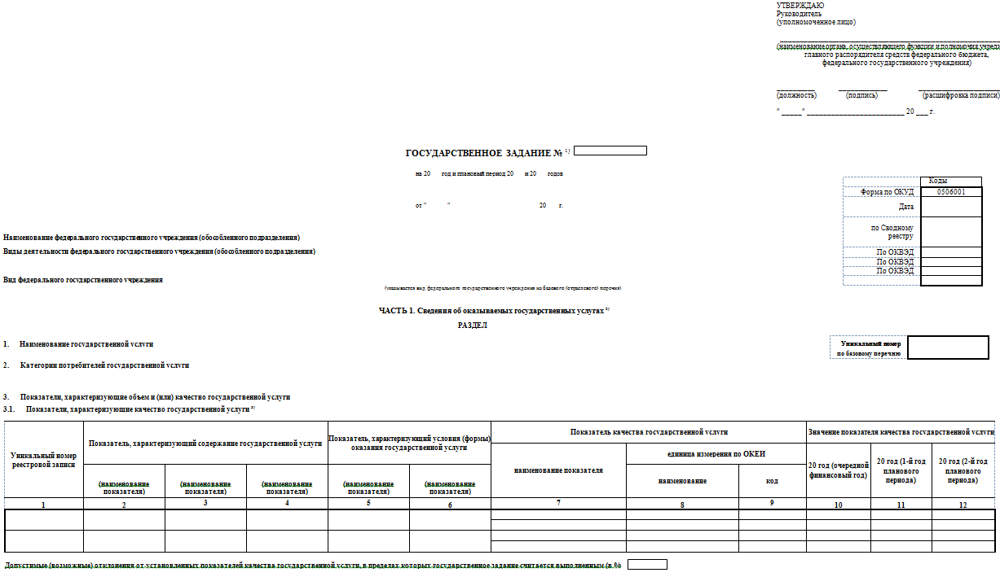 УТВЕРЖДАЮ
Руководитель
(уполномоченное лицо)
(наименование органа, осуществляющего функции и полномочия учреди
главного распорядителя средств федерального бюджета,
федерального государственного учреждения)
(должность) (подпись) (расшифровка подписи)
" _____ " ________________________ 20 ___ г.
ГОСУДАРСТВЕННОЕ ЗАДАНИЕ № 1)
на 20 год и плановый период 20 и 20 годов
Коды
Форма по ОКУД 0506001
от " " 20 г.
Дата
по Сводному
реестру
Наименование федерального государственного учреждения (обособленного подразделения)
Виды деятельности федерального государственного учреждения (обособленного подразделения)
По ОКВЭД
По ОКВЭД
По ОКВЭД
Вид федерального государственного учреждения
(указывается вид федерального государственного учреждения из базового (отраслевого) перечня)
ЧАСТЬ 1. Сведения об оказываемых государственных услугах 2)
РАЗДЕЛ
1. Наименование государственной услуги
Уникальный номер
по базовому перечню
2. Категории потребителей государственной услуги
3. Показатели, характеризующие объем и (или) качество государственной услуги
3.1. Показатели, характеризующие качество государственной услуги 3)
Уникальный номер
реестровой записи
Показатель, характеризующий содержание государственной услуги
Показатель, характеризующий условия (формы)
оказания государственной услуги
Показатель качества государственной услуги
Значение показателя качества государственной услуги
наименование показателя
единица измерения по ОКЕИ
20 год (очередной
финансовый год)
20 год (1-й год
планового
периода)
20 год (2-й год
планового
периода)
(наименование
показателя)
(наименование
показателя)
(наименование
показателя)
(наименование
показателя)
(наименование
показателя)
наименование
код
1 2 3 4 5 6 7 8 9 10 11 12
Допустимые (возможные) отклонения от установленных показателей качества государственной услуги, в пределах которых государственное задание считается выполненным (в %